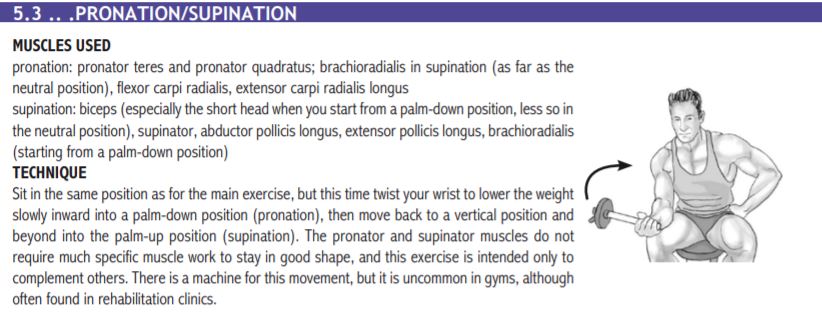 5.3 .. .PRONATION/SUPINATION
MUSCLES USED
pronation: pronator teres and pronator quadratus; brachioradialis in supination (as far as the
neutral position), flexor carpi radialis, extensor carpi radialis longus
supination: biceps (especially the short head when you start from a palm-down position, less so in
the neutral position), supinator, abductor pollicis longus, extensor pollicis longus, brachioradialis
(starting from a palm-down position)
TECHNIQUE
Sit in the same position as for the main exercise, but this time twist your wrist to lower the weight
slowly inward into a palm-down position (pronation), then move back to a vertical position and
beyond into the palm-up position (supination). The pronator and supinator muscles do not
require much specific muscle work to stay in good shape, and this exercise is intended only to
complement others. There is a machine for this movement, but it is uncommon in gyms, although
often found in rehabilitation clinics.